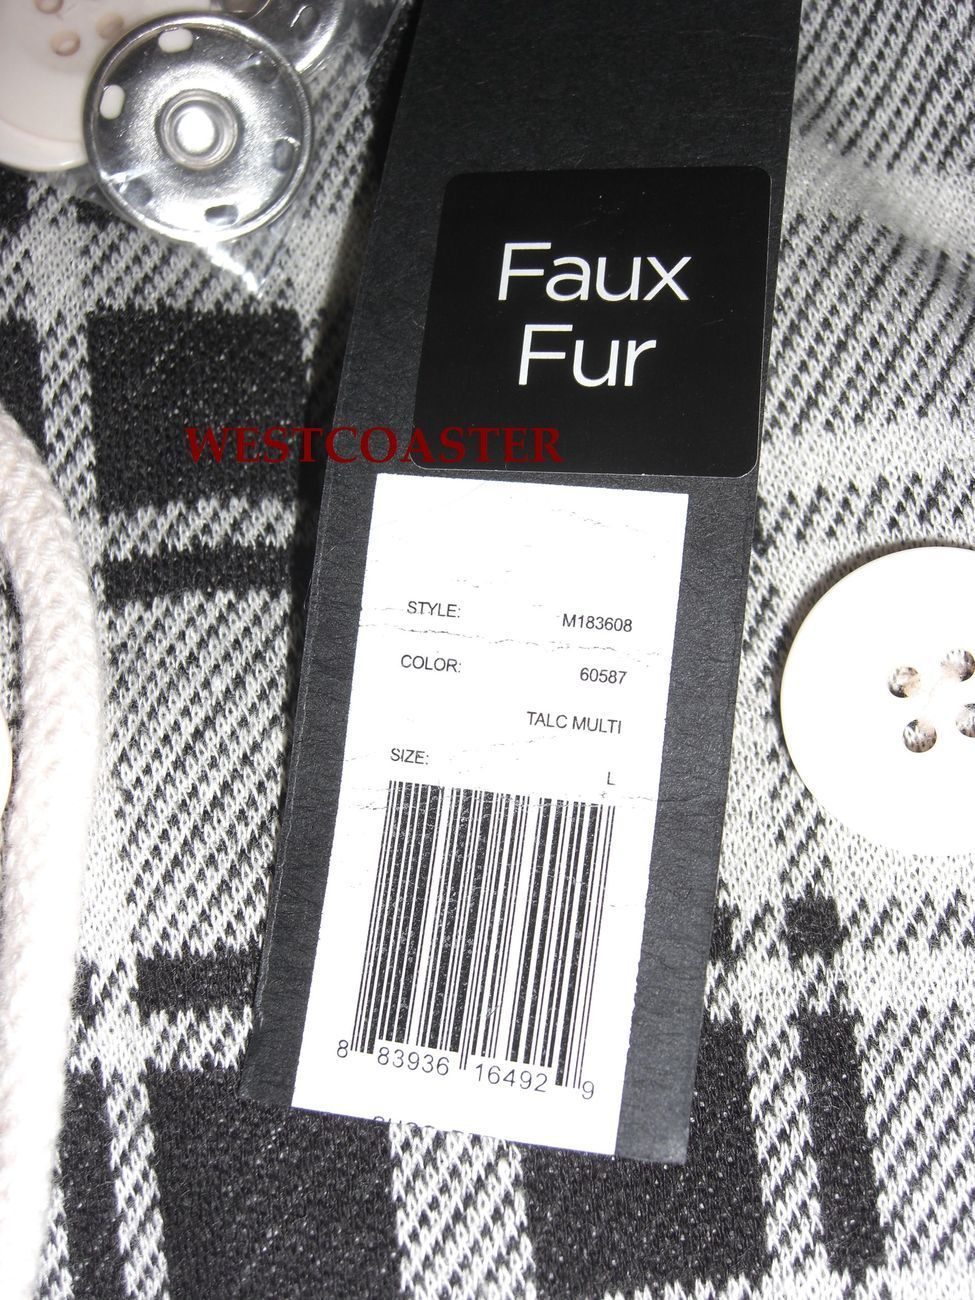 Faux
Fur
WESTCOASTER
STYLE: M183608
COLOR: 60587
TALC MULTI
SIZE: L
8 83936 16492 9